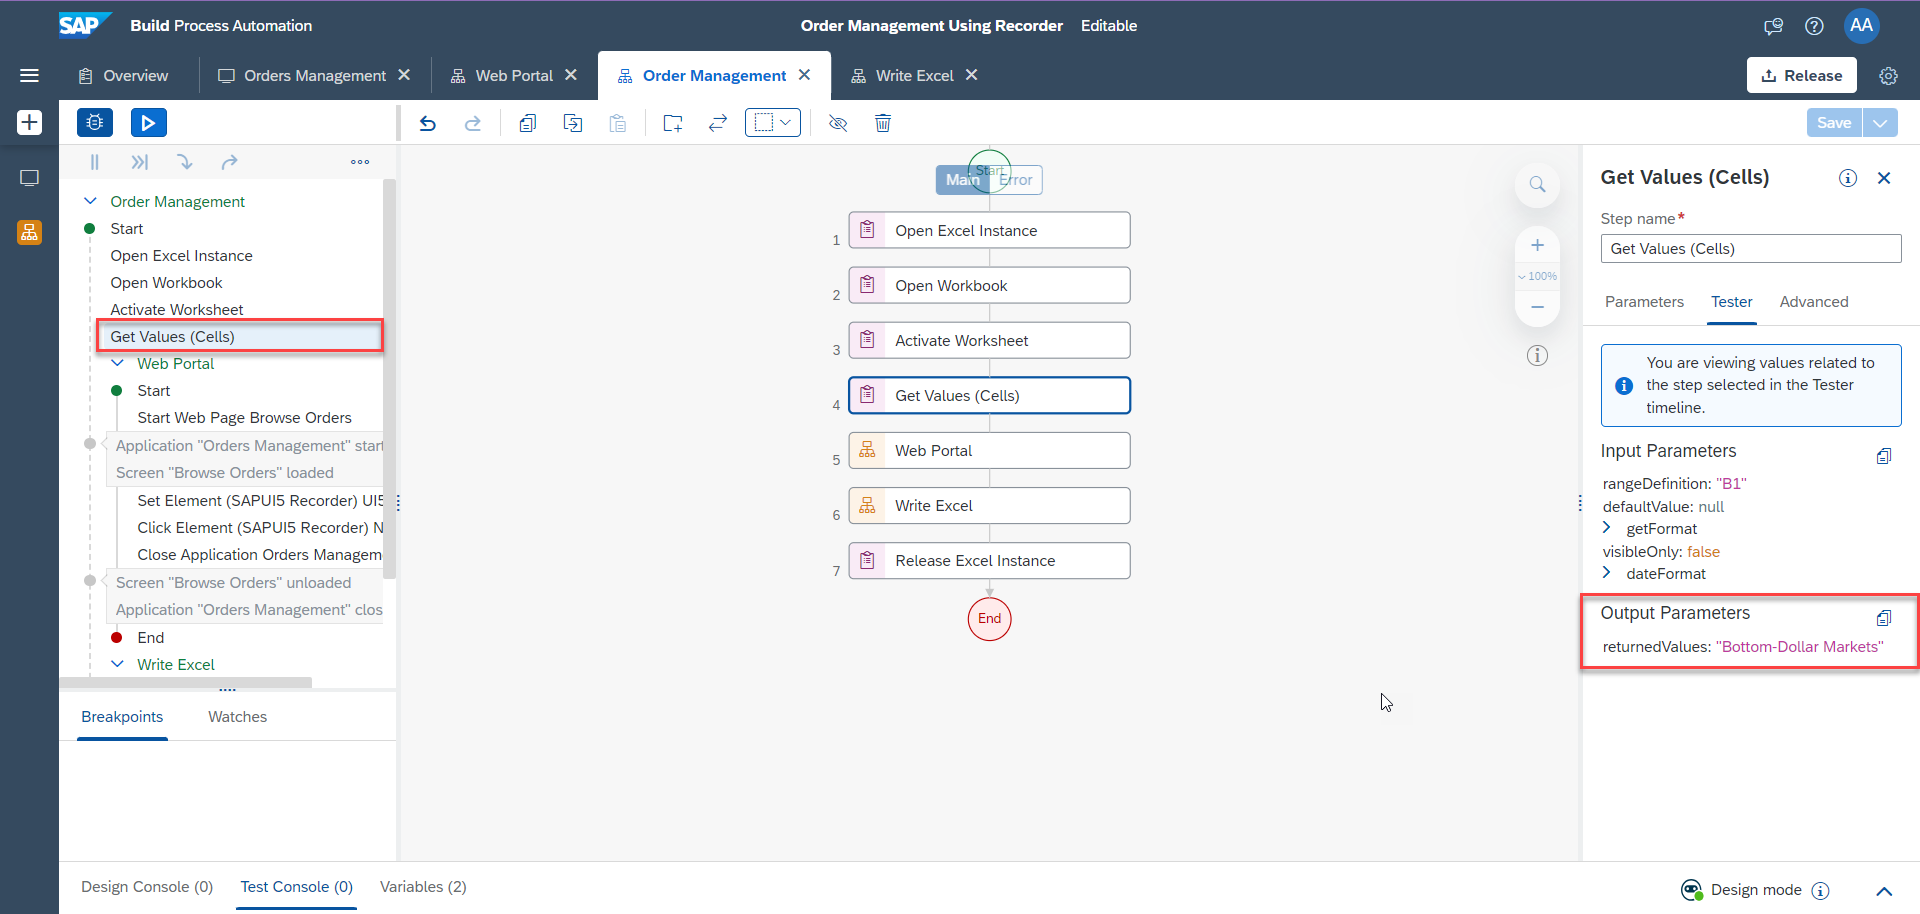 SAP Build Process Automation
Order Management Using Recorder Editable
AA
Overview
Orders Management
Web Portal
Order Management
Write Excel
Release
Save
Order Management
Start
Open Excel Instance
Open Workbook
Activate Worksheet
Get Values (Cells)
Web Portal
Start
Start Web Page Browse Orders
Application "Orders Management" start
Screen "Browse Orders" loaded
Set Element (SAPUI5 Recorder) UI5
Click Element (SAPUI5 Recorder) N
Close Application Orders Managem
Screen "Browse Orders" unloaded
Application "Orders Management" clos
End
Write Excel
Breakpoints
Watches
Start
Main Error
1 Open Excel Instance
2 Open Workbook
3 Activate Worksheet
4 Get Values (Cells)
5 Web Portal
6 Write Excel
7 Release Excel Instance
End
100%
Get Values (Cells)
Step name*
Get Values (Cells)
Parameters
Tester
Advanced
You are viewing values related to
the step selected in the Tester
timeline.
Input Parameters
rangeDefinition: "B1"
defaultValue: null
getFormat
visibleOnly: false
dateFormat
Output Parameters
returnedValues: "Bottom-Dollar Markets"
Design Console (0)
Test Console (0)
Variables (2)
Design mode